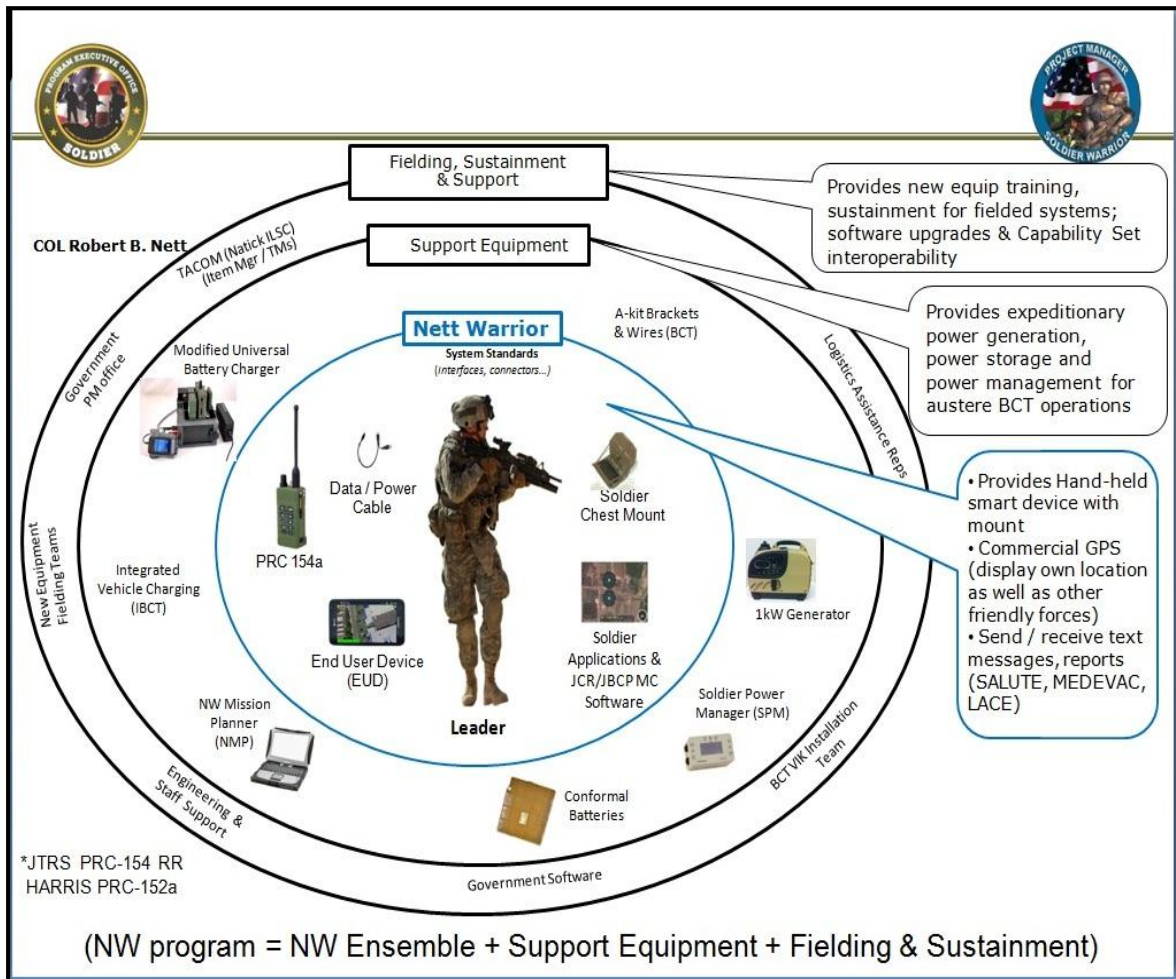 PROGRAM EXECUTIVE OFFICE
SOLDIER
PROJECT MANAGER
SOLDIER WARRIOR
Fielding, Sustainment
& Support
Provides new equip training,
sustainment for fielded systems;
software upgrades & Capability Set
interoperability
COL Robert B. Nett
TACOM (Natick ILSC)
(Item Mgr / TMs)
Support Equipment
Provides expeditionary
power generation,
power storage and
power management for
austere BCT operations
Government
PM office
Modified Universal
Battery Charger
Nett Warrior
System Standards
(interfaces, connectors...)
A-kit Brackets
& Wires (BCT)
Logistics Assistance Reps
Data / Power
Cable
PRC 154a
Soldier
Chest Mount
• Provides Hand-held
smart device with
mount
• Commercial GPS
(display own location
as well as other
friendly forces)
• Send / receive text
messages, reports
(SALUTE, MEDEVAC,
LACE)
New Equipment
Fielding Teams
Integrated
Vehicle Charging
(IBCT)
1kW Generator
End User Device
(EUD)
Soldier
Applications &
JCR/JBCP MC
Software
Leader
NW Mission
Planner
(NMP)
Soldier Power
Manager (SPM)
Conformal
Batteries
BCT VIK Installation
Team
Engineering &
Staff Support
Government Software
*JTRS PRC-154 RR
HARRIS PRC-152a
(NW program = NW Ensemble + Support Equipment + Fielding & Sustainment)